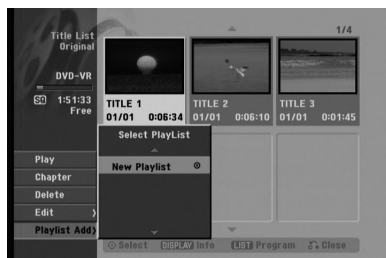 Title List
Original
1/4
DVD-VR
SQ 1:51:33
Free
TITLE 1
01/01 0:06:34
TITLE 2
01/01 0:06:10
TITLE 3
01/01 0:01:45
Select PlayList
New Playlist
Play
Chapter
Delete
Edit
Playlist Add
Select DISPLAY Info LIST Program Close